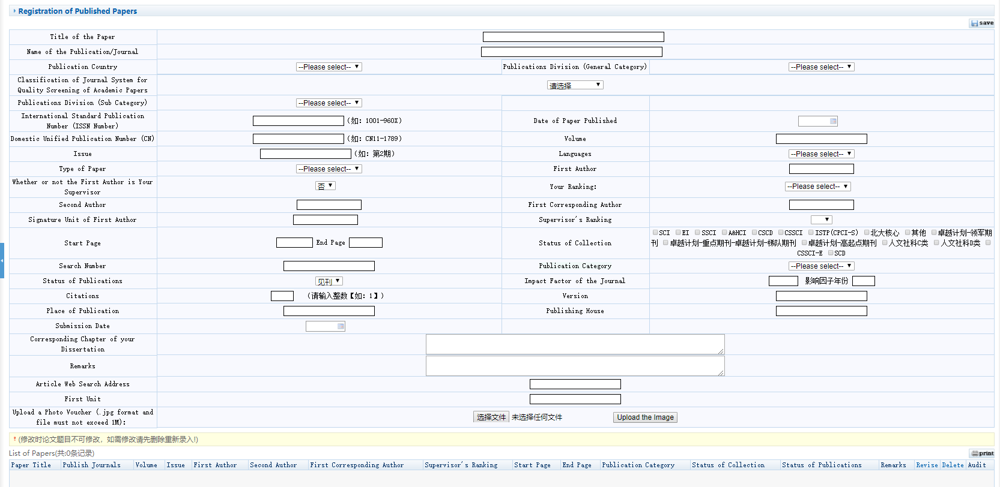 Registration of Published Papers
save
Title of the Paper
Name of the Publication/Journal
Publication Country --Please select-- Publications Division (General Category) --Please select--
Classification of Journal System for
Quality Screening of Academic Papers
请选择
Publications Division (Sub Category) --Please select--
International Standard Publication
Number (ISSN Number)
(如: 1001-960X) Date of Paper Published
Domestic Unified Publication Number (CN) (如: CN11-1789) Volume
Issue (如: 第2期) Languages --Please select--
Type of Paper --Please select-- First Author
Whether or not the First Author is Your
Supervisor
否 Your Ranking: --Please select--
Second Author First Corresponding Author
Signature Unit of First Author Supervisor's Ranking
Start Page End Page Status of Collection
SCI EI SSCI A&HCI CSCD CSSCI ISTP(CPCI-S) 北大核心 其他 卓越计划-领军期
刊 卓越计划-重点期刊-卓越计划-梯队期刊 卓越计划-高起点期刊 人文社科C类 人文社科D类
CSSCI-E SCD
Search Number Publication Category --Please select--
Status of Publications 见刊 Impact Factor of the Journal 影响因子年份
Citations (请输入整数【如: 1】) Version
Place of Publication Publishing House
Submission Date
Corresponding Chapter of your
Dissertation
Remarks
Article Web Search Address
First Unit
Upload a Photo Voucher (.jpg format and
file must not exceed 1M):
选择文件 未选择任何文件 Upload the Image
! (修改时论文题目不可修改，如需修改请先删除重新录入!)
List of Papers(共:0条记录)
print
Paper Title Publish Journals Volume Issue First Author Second Author First Corresponding Author Supervisor's Ranking Start Page End Page Publication Category Status of Collection Status of Publications Remarks Revise Delete Audit